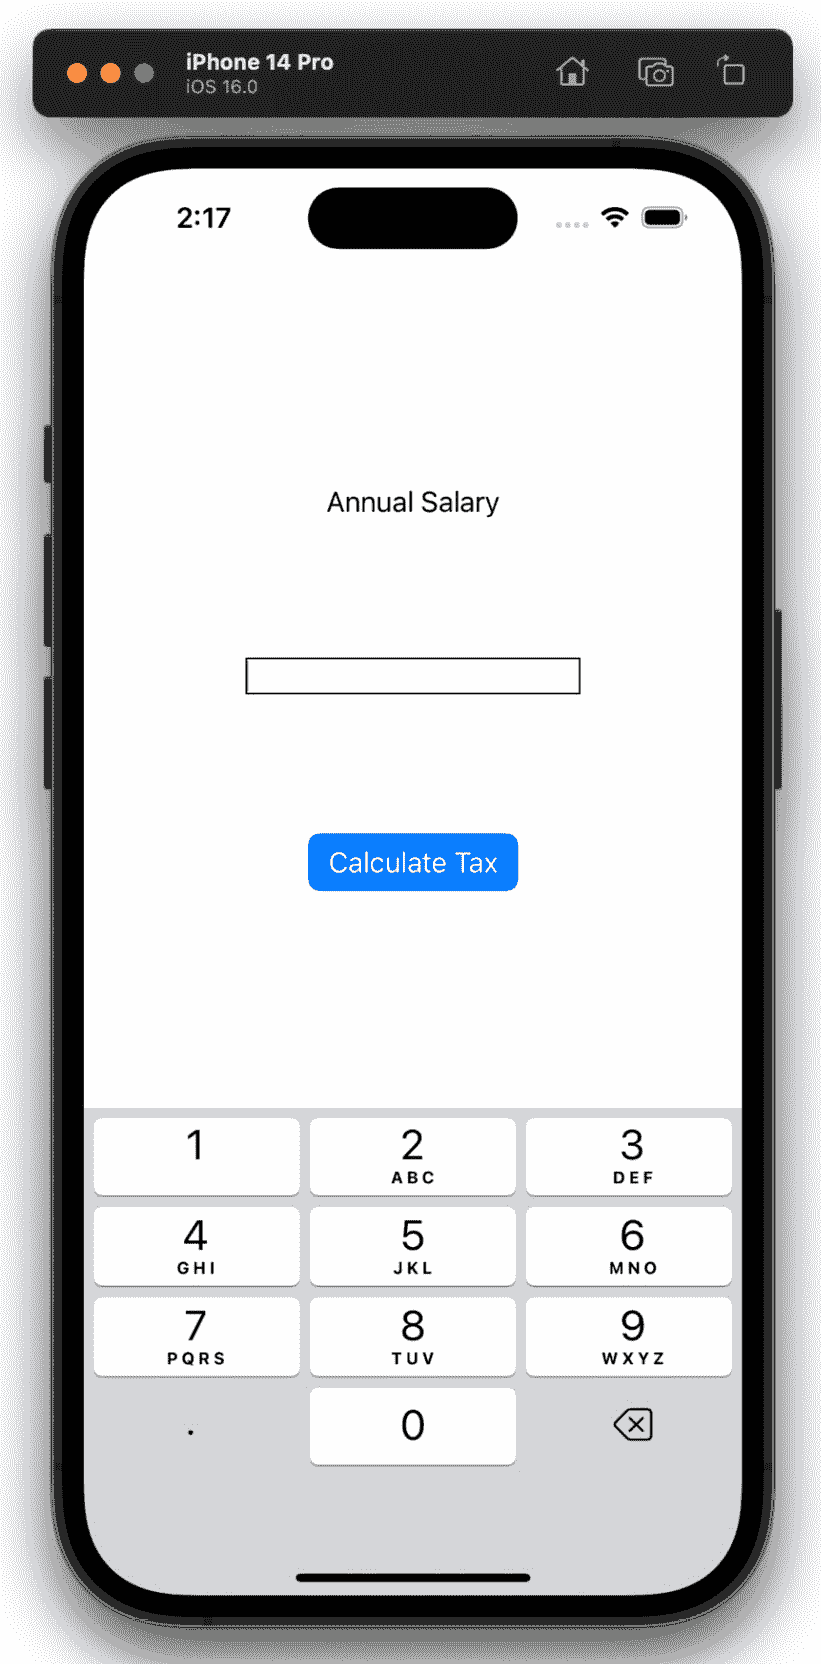 iPhone 14 Pro
iOS 16.0
2:17
Annual Salary
Calculate Tax
1 2 3
ABC DEF
4 5 6
GHI JKL MNO
7 8 9
PQRS TUV WXYZ
. 0